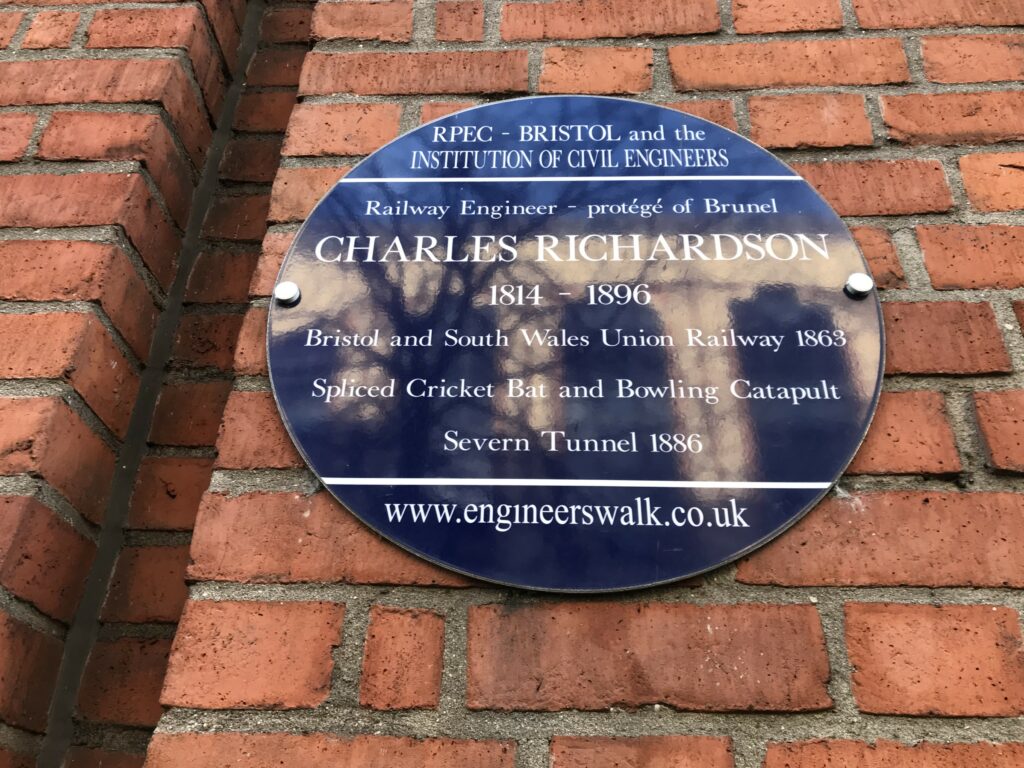 RPEC - BRISTOL and the
INSTITUTION OF CIVIL ENGINEERS
Railway Engineer - protégé of Brunel
CHARLES RICHARDSON
1814 - 1896
Bristol and South Wales Union Railway 1863
Spliced Cricket Bat and Bowling Catapult
Severn Tunnel 1886
www.engineerswalk.co.uk